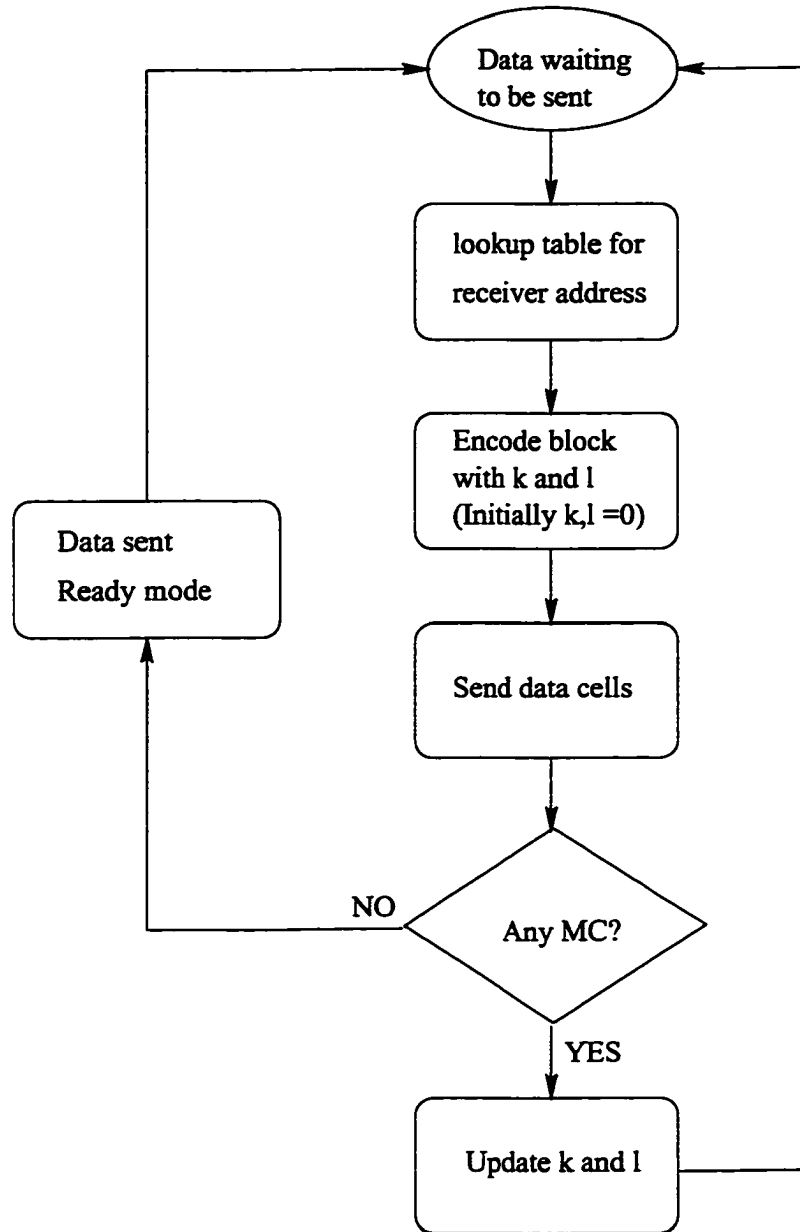 Data waiting
to be sent
lookup table for
receiver address
Encode block
with k and l
(Initially k,l =0)
Data sent
Ready mode
Send data cells
NO
Any MC?
YES
Update k and l